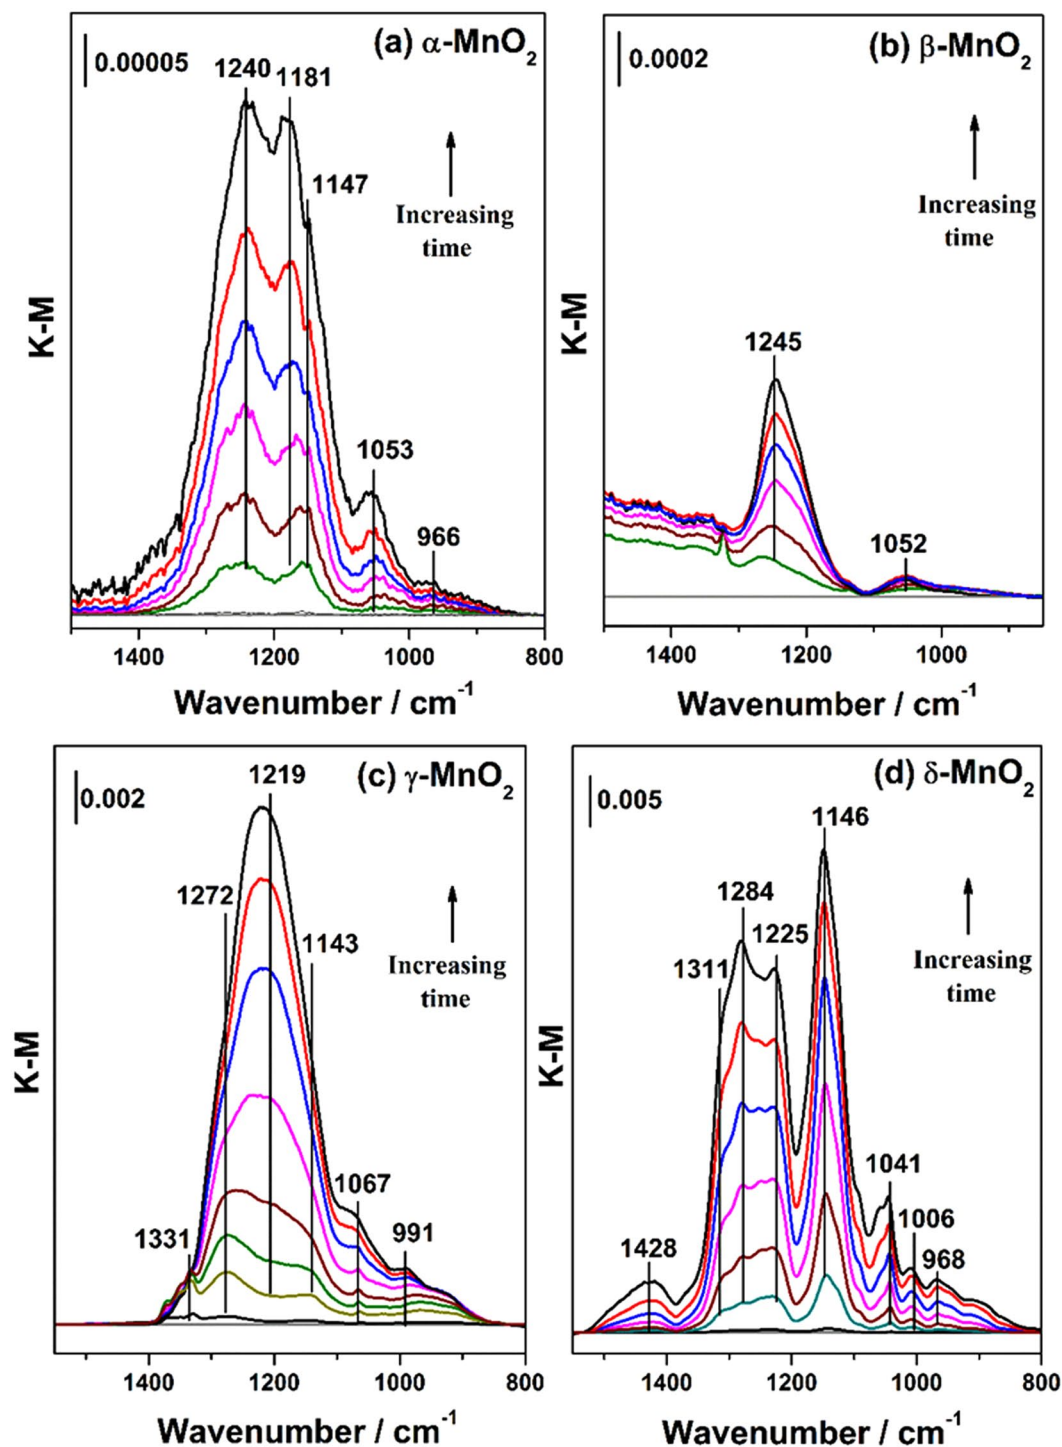 (a) α-MnO₂
0.00005
1240
1181
1147
Increasing
time
1053
966
K-M
1400
1200
1000
800
Wavenumber / cm⁻¹
(b) β-MnO₂
0.0002
Increasing
time
1245
1052
K-M
1400
1200
1000
Wavenumber / cm⁻¹
(c) γ-MnO₂
0.002
1219
1272
1143
Increasing
time
1067
1331
991
K-M
1400
1200
1000
800
Wavenumber / cm⁻¹
(d) δ-MnO₂
0.005
1146
1284
1225
1311
Increasing
time
1041
1006
1428
968
K-M
1400
1200
1000
800
Wavenumber / cm⁻¹